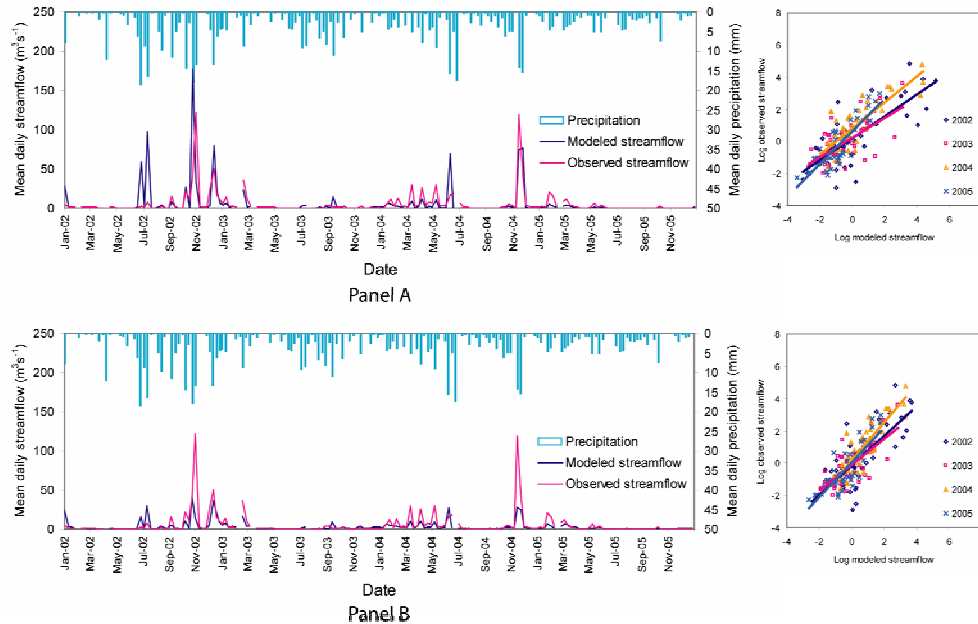 Mean daily streamflow (m³s⁻¹)
250
200
150
100
50
0
0
5
10
15
20
25
30
35
40
45
50
Mean daily precipitation (mm)
Precipitation
Modeled streamflow
Observed streamflow
Jan-02
Mar-02
May-02
Jul-02
Sep-02
Nov-02
Jan-03
Mar-03
May-03
Jul-03
Sep-03
Nov-03
Jan-04
Mar-04
May-04
Jul-04
Sep-04
Nov-04
Jan-05
Mar-05
May-05
Jul-05
Sep-05
Nov-05
Date
Panel A
Log observed streamflow
8
6
4
2
0
-2
-4
-4
-2
0
2
4
6
Log modeled streamflow
2002
2003
2004
2005
Mean daily streamflow (m³s⁻¹)
250
200
150
100
50
0
0
5
10
15
20
25
30
35
40
45
50
Mean daily precipitation (mm)
Precipitation
Modeled streamflow
Observed streamflow
Jan-02
Mar-02
May-02
Jul-02
Sep-02
Nov-02
Jan-03
Mar-03
May-03
Jul-03
Sep-03
Nov-03
Jan-04
Mar-04
May-04
Jul-04
Sep-04
Nov-04
Jan-05
Mar-05
May-05
Jul-05
Sep-05
Nov-05
Date
Panel B
Log observed streamflow
8
6
4
2
0
-2
-4
-4
-2
0
2
4
6
Log modeled streamflow
2002
2003
2004
2005